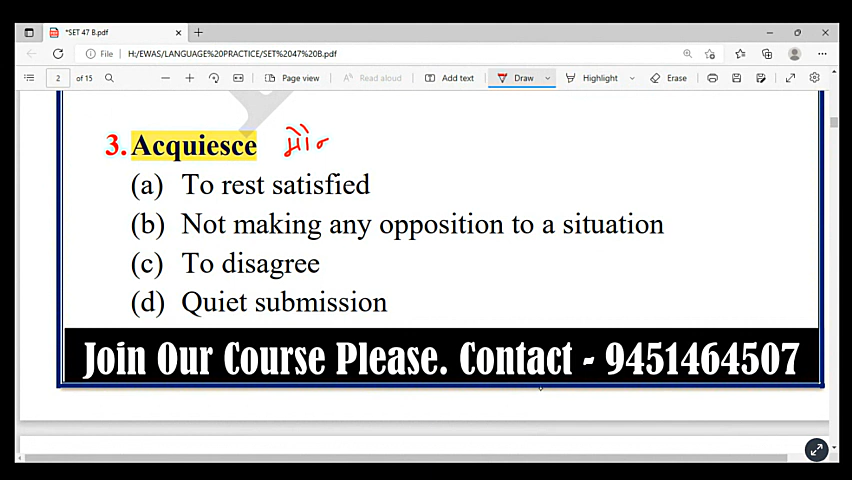 *SET 47 B.pdf
File
H:/EWAS/LANGUAGE%20PRACTICE/SET%2047%20B.pdf
2 of 15
Page view
Read aloud
Add text
Draw
Highlight
Erase
3. Acquiesce मौन
(a) To rest satisfied
(b) Not making any opposition to a situation
(c) To disagree
(d) Quiet submission
Join Our Course Please. Contact - 9451464507